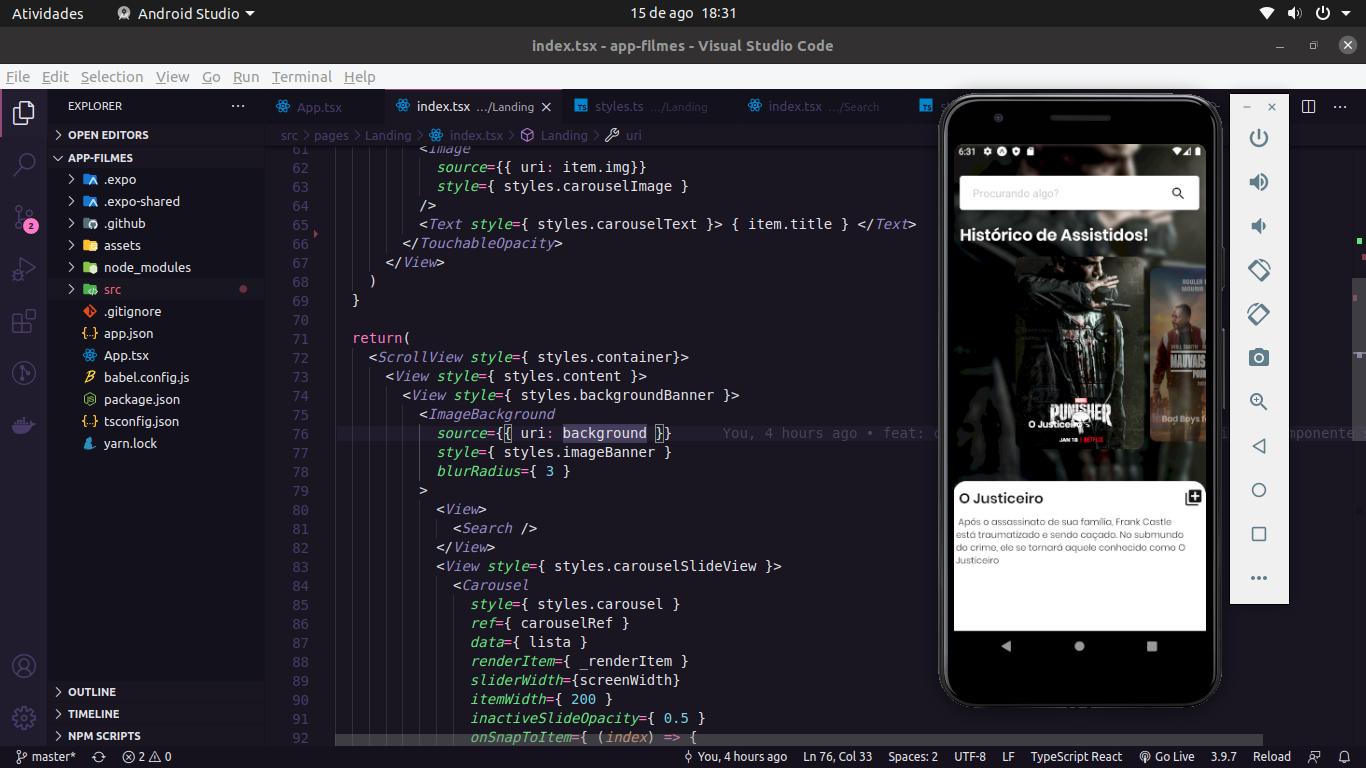 Atividades
Android Studio
15 de ago 18:31
index.tsx - app-filmes - Visual Studio Code
File Edit Selection View Go Run Terminal Help
EXPLORER
App.tsx
index.tsx .../Landing
styles.ts .../Landing
index.tsx .../Search
OPEN EDITORS
src > pages > Landing > index.tsx > Landing > uri
APP-FILMES
.expo
.expo-shared
.github
assets
node_modules
src
.gitignore
app.json
App.tsx
babel.config.js
package.json
tsconfig.json
yarn.lock
2
OUTLINE
TIMELINE
NPM SCRIPTS
61 <Image
62 source={{ uri: item.img}}
63 style={ styles.carouselImage }
64 />
65 <Text style={ styles.carouselText }> { item.title } </Text>
66 </TouchableOpacity>
67 </View>
68 )
69 }
70
71 return(
72 <ScrollView style={ styles.container}>
73 <View style={ styles.content }>
74 <View style={ styles.backgroundBanner }>
75 <ImageBackground
76 source={{ uri: background }} You, 4 hours ago • feat: omponente
77 style={ styles.imageBanner }
78 blurRadius={ 3 }
79 >
80 <View>
81 <Search />
82 </View>
83 <View style={ styles.carouselSlideView }>
84 <Carousel
85 style={ styles.carousel }
86 ref={ carouselRef }
87 data={ lista }
88 renderItem={ _renderItem }
89 sliderWidth={screenWidth}
90 itemWidth={ 200 }
91 inactiveSlideOpacity={ 0.5 }
92 onSnapToItem={ (index) => {
6:31
Procurando algo?
Histórico de Assistidos!
MARVEL
PUNISHER
O Justiceiro
JAN 18 | NETFLIX
WILL SMITH
MAUVAIS
POUR
Bad Boys
O Justiceiro
Após o assassinato de sua família, Frank Castle
está traumatizado e sendo caçado. No submundo
do crime, ele se tornará aquele conhecido como O
Justiceiro
master* 2 0 You, 4 hours ago Ln 76, Col 33 Spaces: 2 UTF-8 LF TypeScript React Go Live 3.9.7 Reload